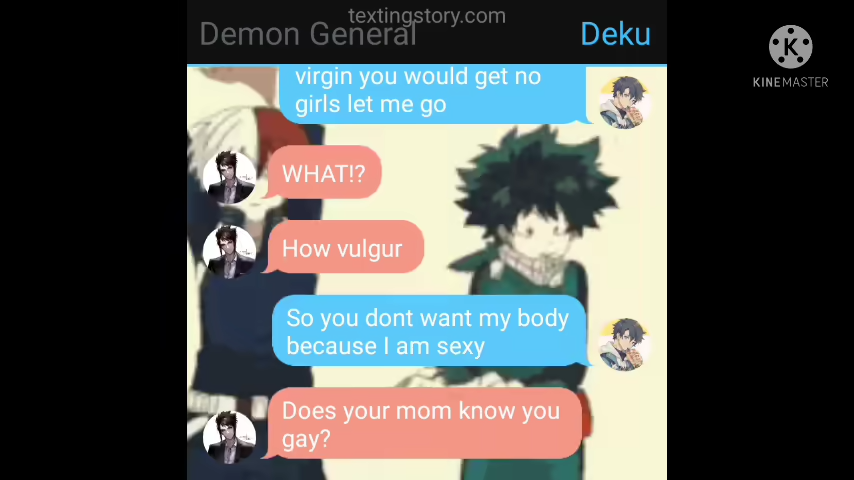 textingstory.com
Demon General
Deku
K
KINEMASTER
virgin you would get no
girls let me go
WHAT!?
How vulgur
So you dont want my body
because I am sexy
Does your mom know you
gay?